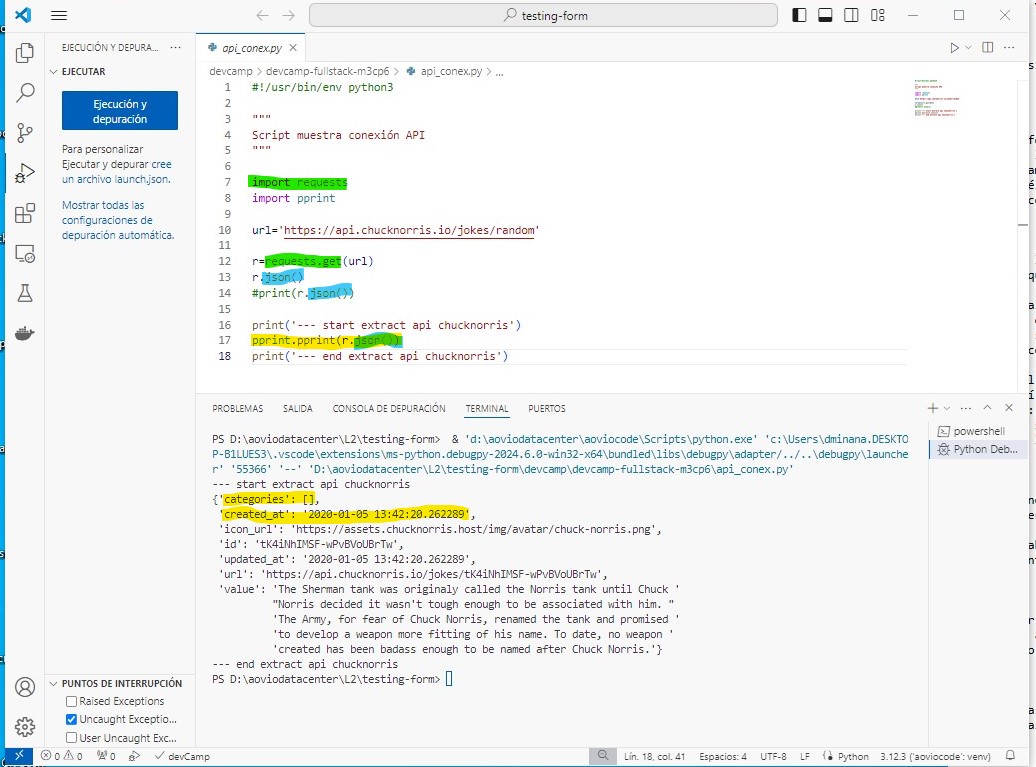 testing-form
EJECUCIÓN Y DEPURA... ···
EJECUTAR
Ejecución y
depuración
Para personalizar
Ejecutar y depurar cree
un archivo launch.json.
Mostrar todas las
configuraciones de
depuración automática.
PUNTOS DE INTERRUPCIÓN
Raised Exceptions
Uncaught Exceptio...
User Uncaught Exc...
api_conex.py
devcamp > devcamp-fullstack-m3cp6 > api_conex.py > ...
1 #!/usr/bin/env python3
2
3 """
4 Script muestra conexión API
5 """
6
7 import requests
8 import pprint
9
10 url='https://api.chucknorris.io/jokes/random'
11
12 r=requests.get(url)
13 r.json()
14 #print(r.json())
15
16 print('--- start extract api chucknorris')
17 pprint.pprint(r.json())
18 print('--- end extract api chucknorris')
PROBLEMAS SALIDA CONSOLA DE DEPURACIÓN TERMINAL PUERTOS
powershell
Python Deb...
PS D:\aoviodatacenter\L2\testing-form> & 'd:\aoviodatacenter\aoviocode\Scripts\python.exe' 'c:\Users\dminana.DESKTO
P-B1LUES3\.vscode\extensions\ms-python.debugpy-2024.6.0-win32-x64\bundled\libs\debugpy\adapter/../..\debugpy\launche
r' '55366' '--' 'D:\aoviodatacenter\L2\testing-form\devcamp\devcamp-fullstack-m3cp6\api_conex.py'
--- start extract api chucknorris
{'categories': [],
'created_at': '2020-01-05 13:42:20.262289',
'icon_url': 'https://assets.chucknorris.host/img/avatar/chuck-norris.png',
'id': 'tK4iNhIMSF-wPvBVoUBrTw',
'updated_at': '2020-01-05 13:42:20.262289',
'url': 'https://api.chucknorris.io/jokes/tK4iNhIMSF-wPvBVoUBrTw',
'value': 'The Sherman tank was originaly called the Norris tank until Chuck '
"Norris decided it wasn't tough enough to be associated with him. "
'The Army, for fear of Chuck Norris, renamed the tank and promised '
'to develop a weapon more fitting of his name. To date, no weapon '
'created has been badass enough to be named after Chuck Norris.'}
--- end extract api chucknorris
PS D:\aoviodatacenter\L2\testing-form>
0 0 0 devCamp Lín. 18, col. 41 Espacios: 4 UTF-8 LF Python 3.12.3 ('aoviocode': venv)